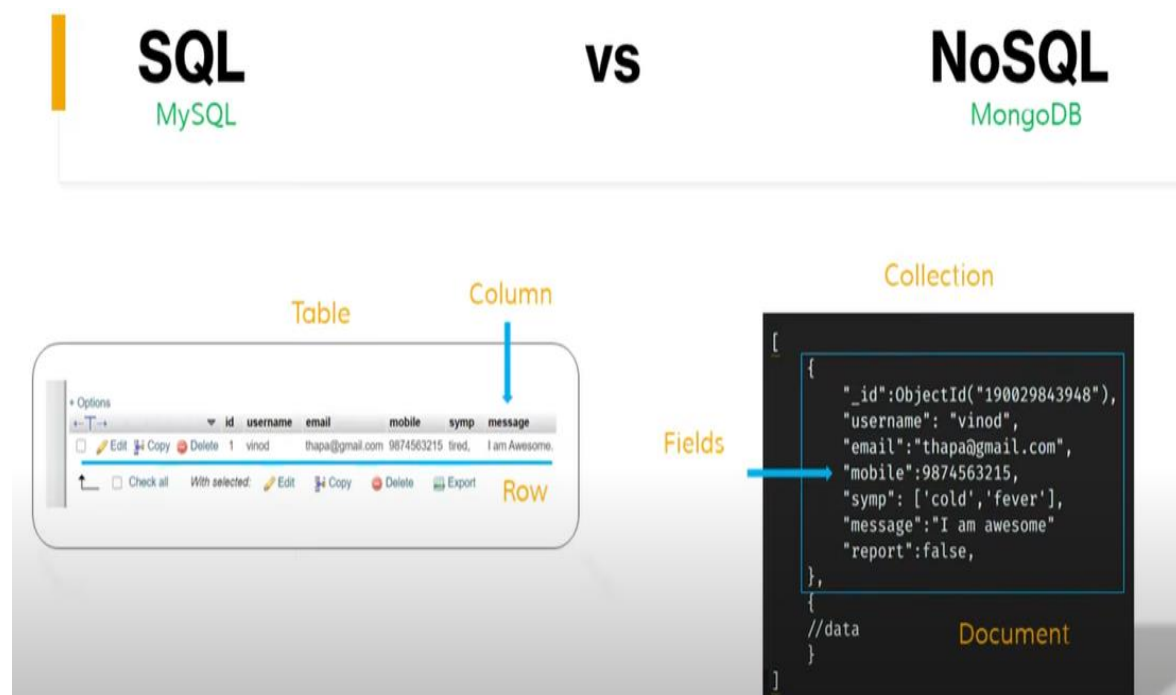 SQL
vs
NoSQL
MySQL
MongoDB
Table
Column
+ Options
←T→
id username email mobile symp message
Edit Copy Delete 1 vinod thapa@gmail.com 9874563215 tired, I am Awesome.
Check all With selected: Edit Copy Delete Export
Row
Collection
Fields
[
{
"_id":ObjectId("190029843948"),
"username": "vinod",
"email":"thapa@gmail.com",
"mobile":9874563215,
"symp": ['cold','fever'],
"message":"I am awesome"
"report":false,
},
{
//data
}
]
Document